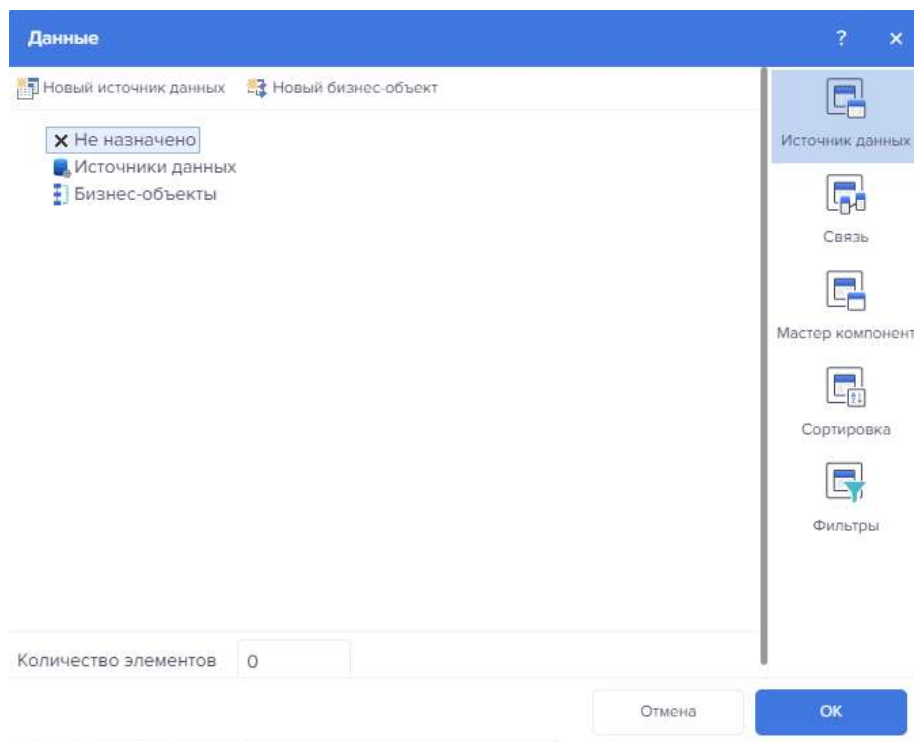 Данные
? ×
Новый источник данных Новый бизнес-объект
Не назначено
Источники данных
Бизнес-объекты
Источник данных
Связь
Мастер компонент
Сортировка
Фильтры
Количество элементов 0
Отмена OK